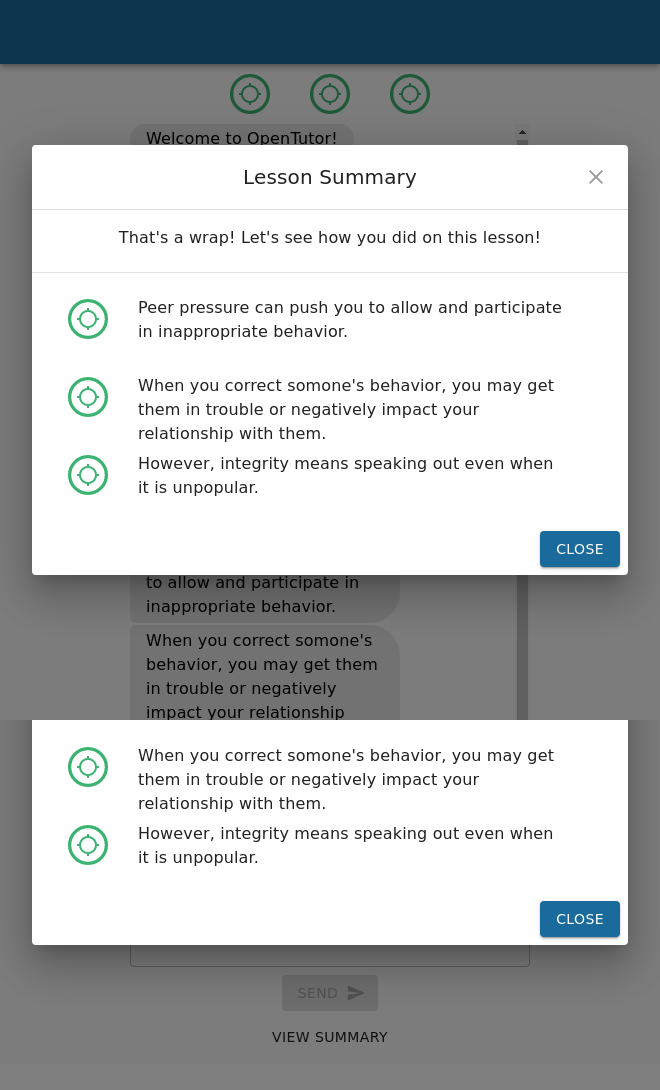 Welcome to OpenTutor!
Lesson Summary
That's a wrap! Let's see how you did on this lesson!
Peer pressure can push you to allow and participate
in inappropriate behavior.
When you correct somone's behavior, you may get
them in trouble or negatively impact your
relationship with them.
However, integrity means speaking out even when
it is unpopular.
CLOSE
to allow and participate in
inappropriate behavior.
When you correct somone's
behavior, you may get them
in trouble or negatively
impact your relationship
When you correct somone's behavior, you may get
them in trouble or negatively impact your
relationship with them.
However, integrity means speaking out even when
it is unpopular.
CLOSE
SEND
VIEW SUMMARY